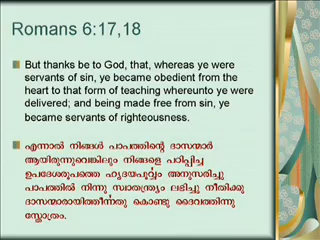 Romans 6:17,18
But thanks be to God, that, whereas ye were
servants of sin, ye became obedient from the
heart to that form of teaching whereunto ye were
delivered; and being made free from sin, ye
became servants of righteousness.
എന്നാൽ നിങ്ങൾ പാപത്തിന്റെ ദാസന്മാർ
ആയിരുന്നുവെങ്കിലും നിങ്ങളെ പഠിപ്പിച്ച
ഉപദേശരൂപത്തെ ഹൃദയപൂർവ്വം അനുസരിച്ചു
പാപത്തിൽ നിന്നു സ്വാതന്ത്ര്യം ലഭിച്ചു നീതിക്കു
ദാസന്മാരായിത്തീർന്നതു കൊണ്ടു ദൈവത്തിന്നു
സ്തോത്രം.